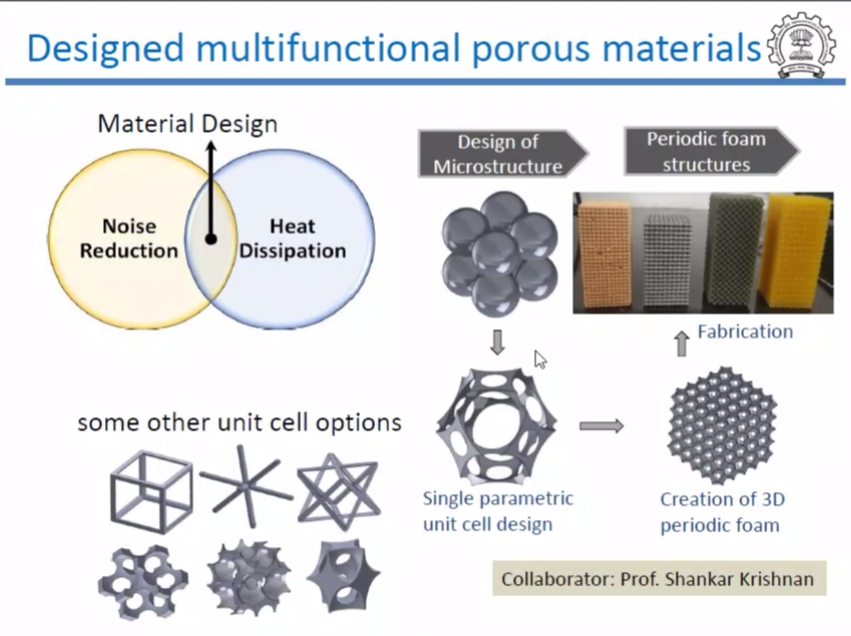 Designed multifunctional porous materials
Material Design
Noise
Reduction
Heat
Dissipation
Design of
Microstructure
Periodic foam
structures
Fabrication
some other unit cell options
Single parametric
unit cell design
Creation of 3D
periodic foam
Collaborator: Prof. Shankar Krishnan